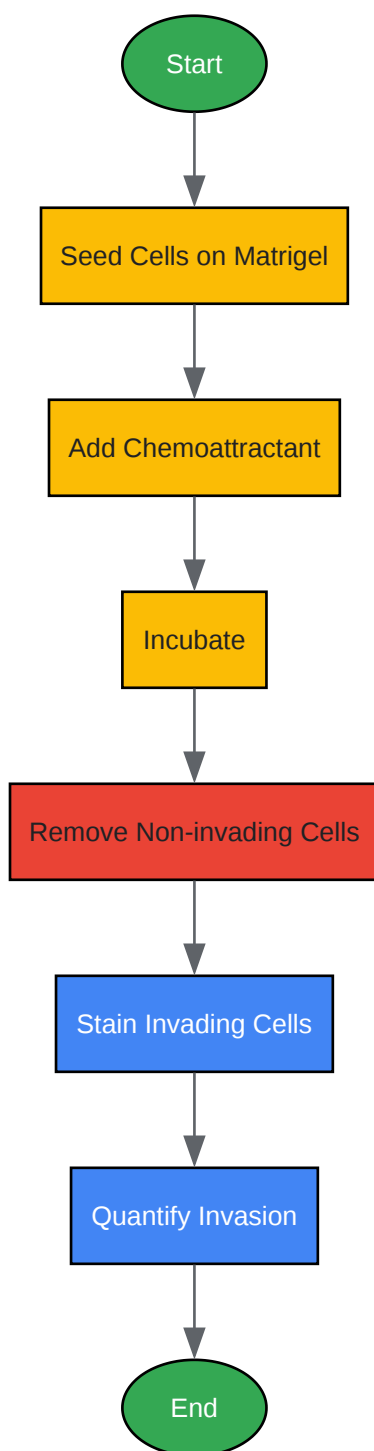 Start
Seed Cells on Matrigel
Add Chemoattractant
Incubate
Remove Non-invading Cells
Stain Invading Cells
Quantify Invasion
End